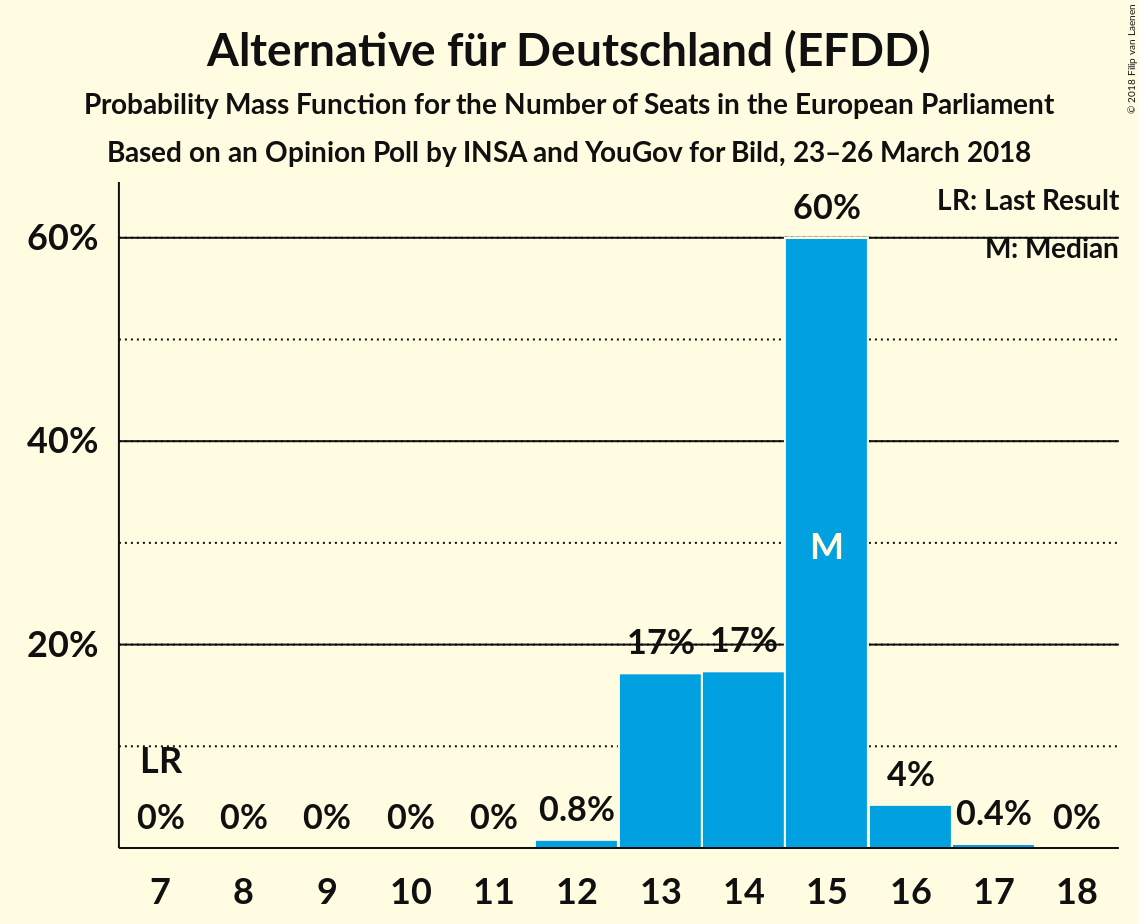 Alternative für Deutschland (EFDD)
Probability Mass Function for the Number of Seats in the European Parliament
Based on an Opinion Poll by INSA and YouGov for Bild, 23–26 March 2018
© 2018 Filip van Laenen
LR: Last Result
M: Median
60%
40%
20%
LR
0%
0%
0%
0%
0%
0.8%
17%
17%
60%
M
4%
0.4%
0%
7 8 9 10 11 12 13 14 15 16 17 18